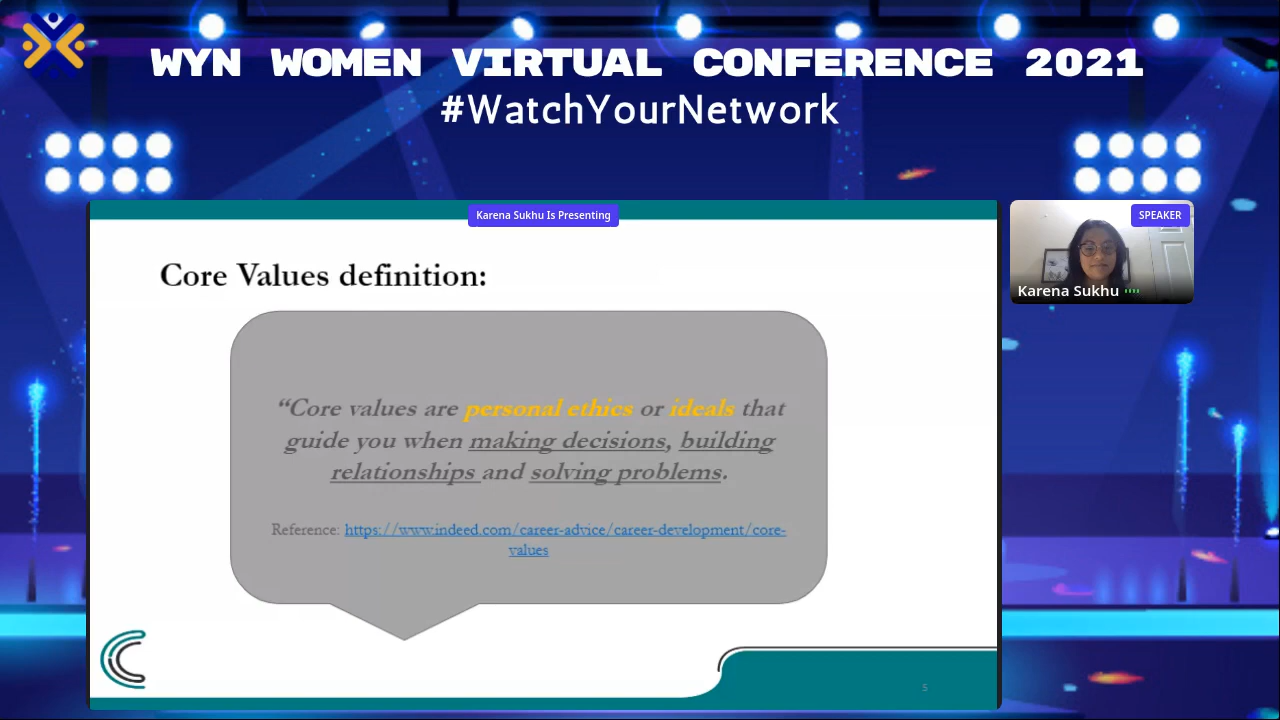 WYN WOMEN VIRTUAL CONFERENCE 2021
#WatchYourNetwork
Karena Sukhu Is Presenting
SPEAKER
Karena Sukhu
Core Values definition:
“Core values are personal ethics or ideals that
guide you when making decisions, building
relationships and solving problems.
Reference: https://www.indeed.com/career-advice/career-development/core-
values
5